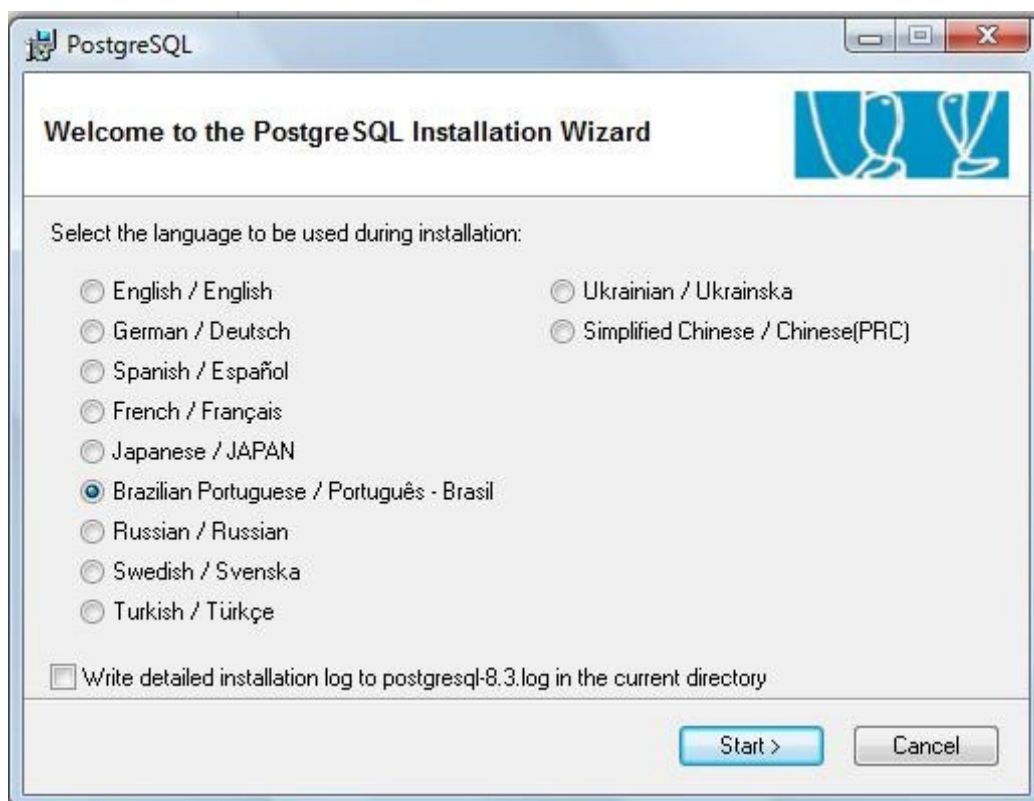 PostgreSQL
Welcome to the PostgreSQL Installation Wizard
Select the language to be used during installation:
English / English
German / Deutsch
Spanish / Español
French / Français
Japanese / JAPAN
Brazilian Portuguese / Português - Brasil
Russian / Russian
Swedish / Svenska
Turkish / Türkçe
Ukrainian / Ukrainska
Simplified Chinese / Chinese(PRC)
Write detailed installation log to postgresql-8.3.log in the current directory
Start >
Cancel